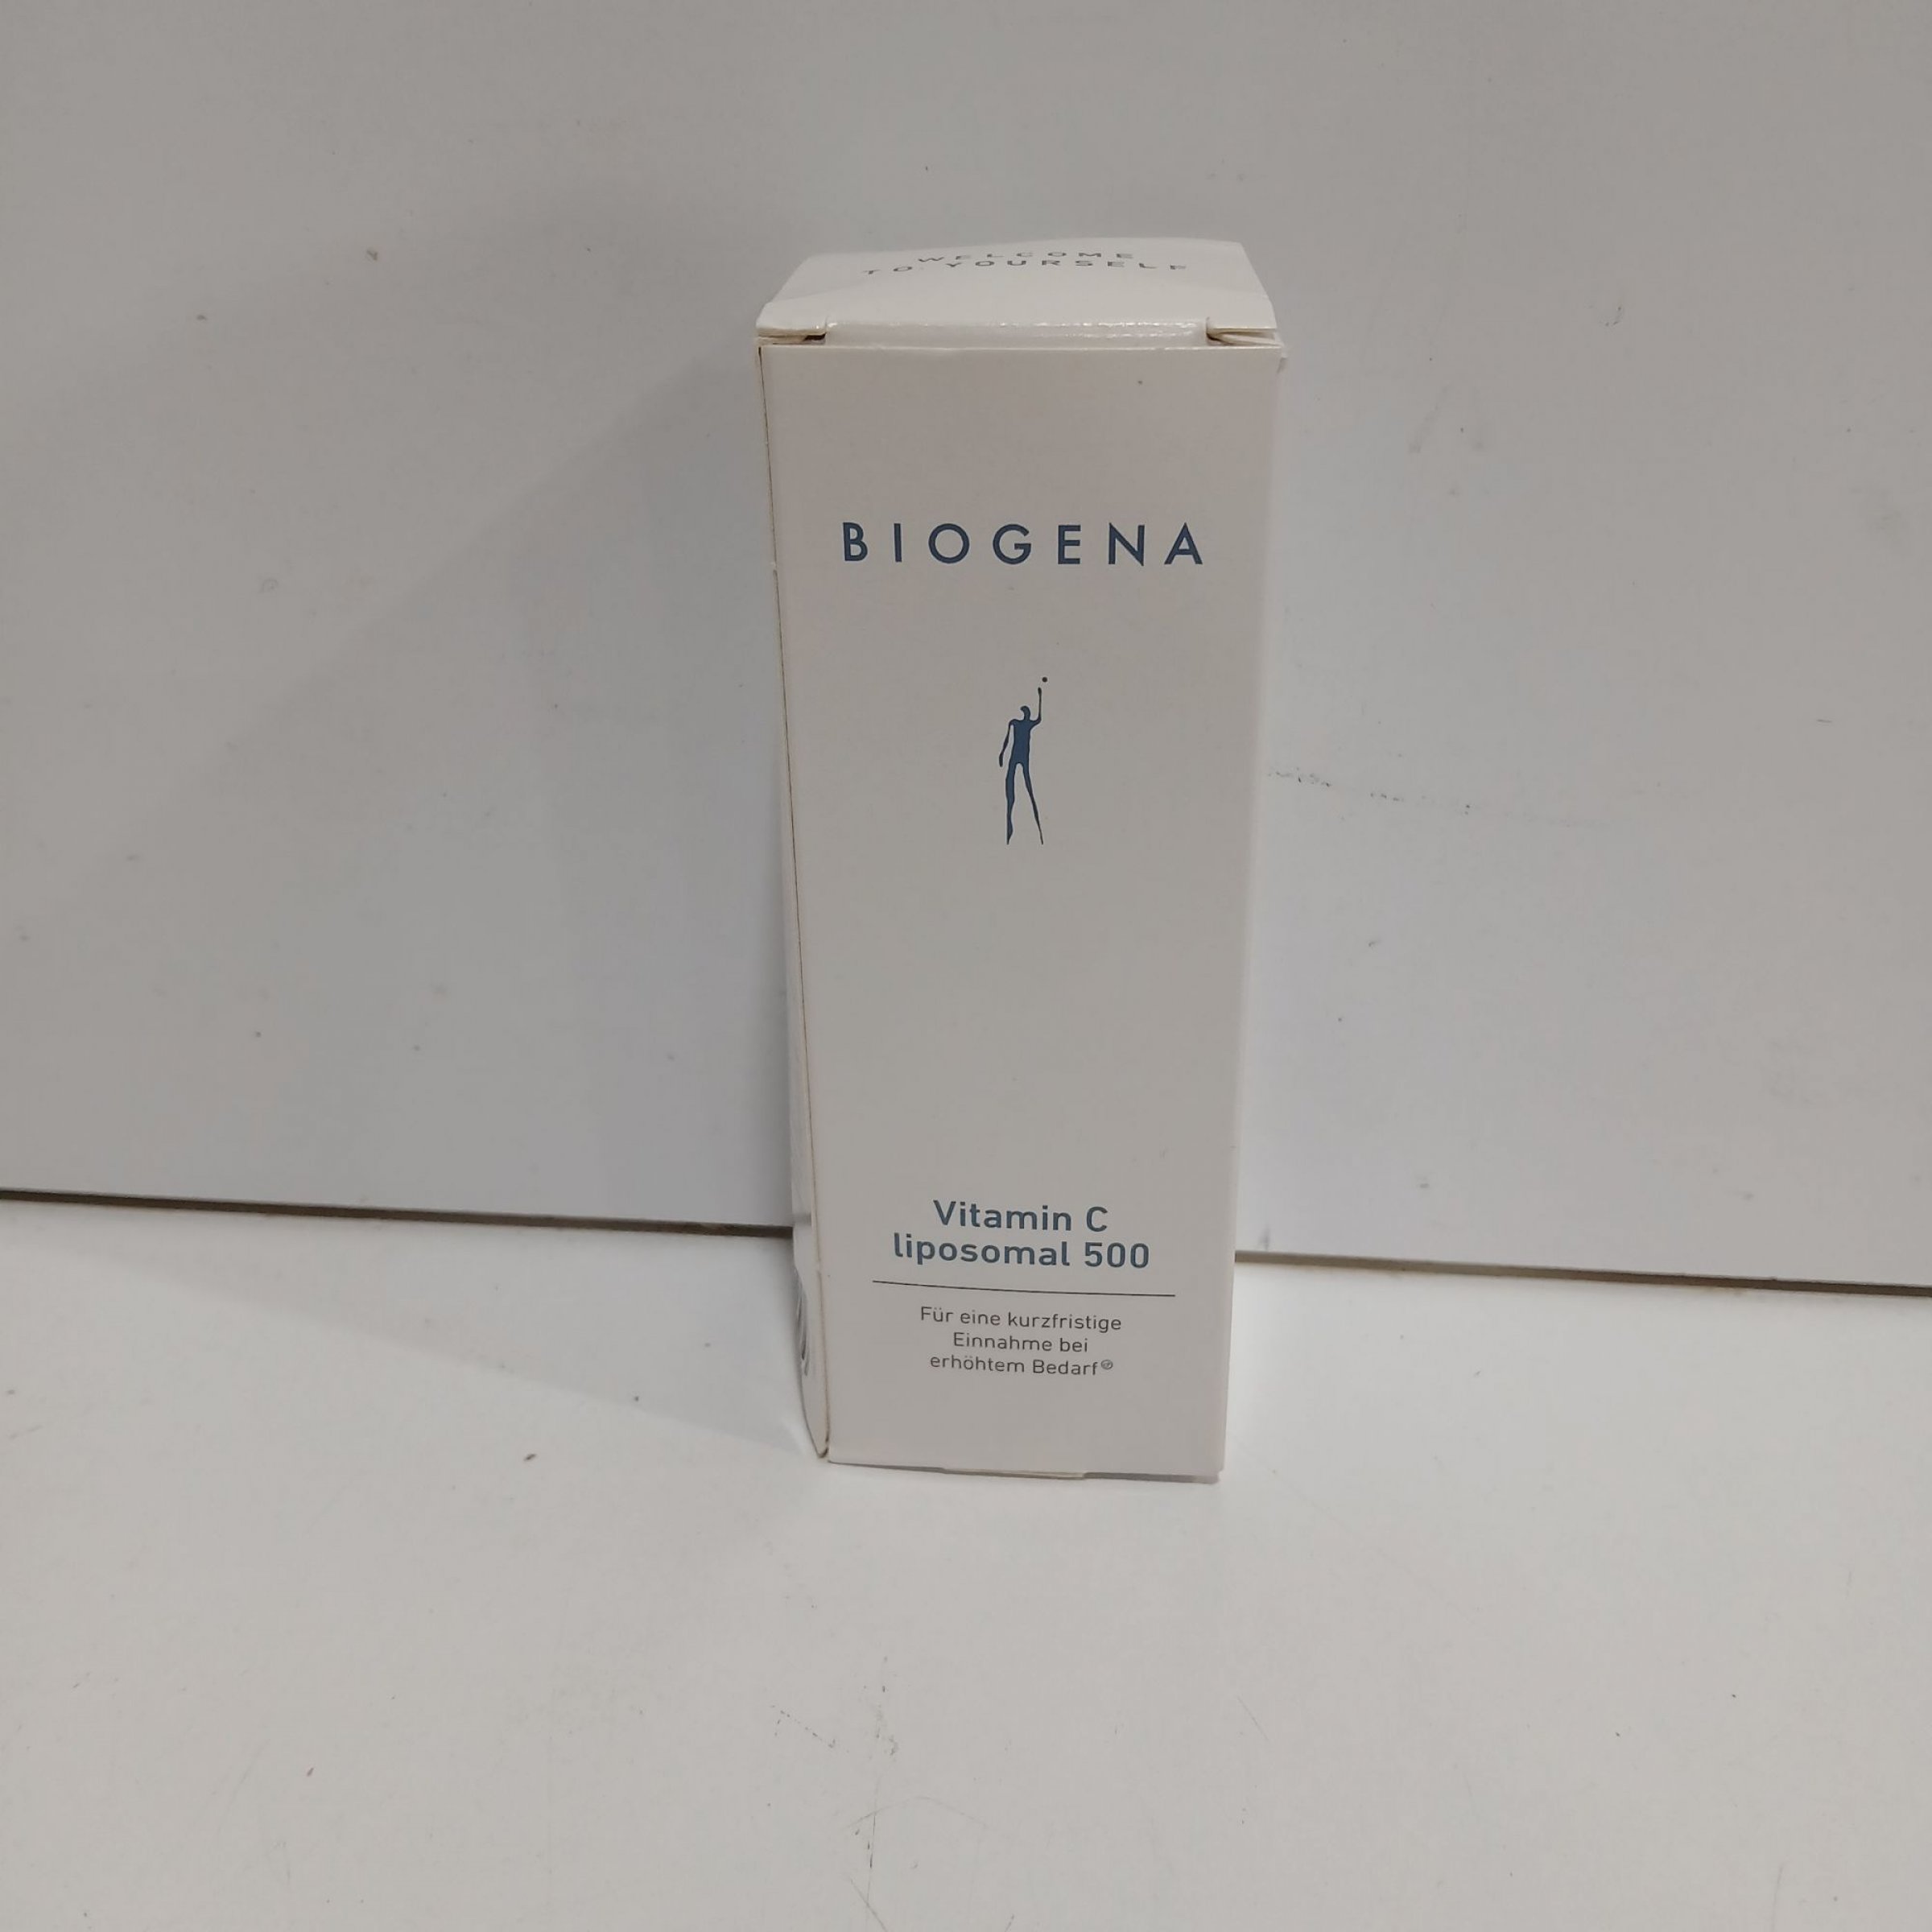 WELCOME
TO YOURSELF
BIOGENA
Vitamin C
liposomal 500
Für eine kurzfristige
Einnahme bei
erhöhtem Bedarf